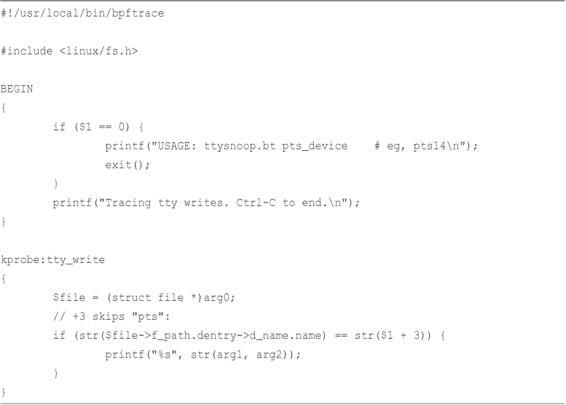 #!/usr/local/bin/bpftrace
#include <linux/fs.h>
BEGIN
{
        if ($1 == 0) {
                printf("USAGE: ttysnoop.bt pts_device    # eg, pts14\n");
                exit();
        }
        printf("Tracing tty writes. Ctrl-C to end.\n");
}
kprobe:tty_write
{
        $file = (struct file *)arg0;
        // +3 skips "pts":
        if (str($file->f_path.dentry->d_name.name) == str($1 + 3)) {
                printf("%s", str(arg1, arg2));
        }
}